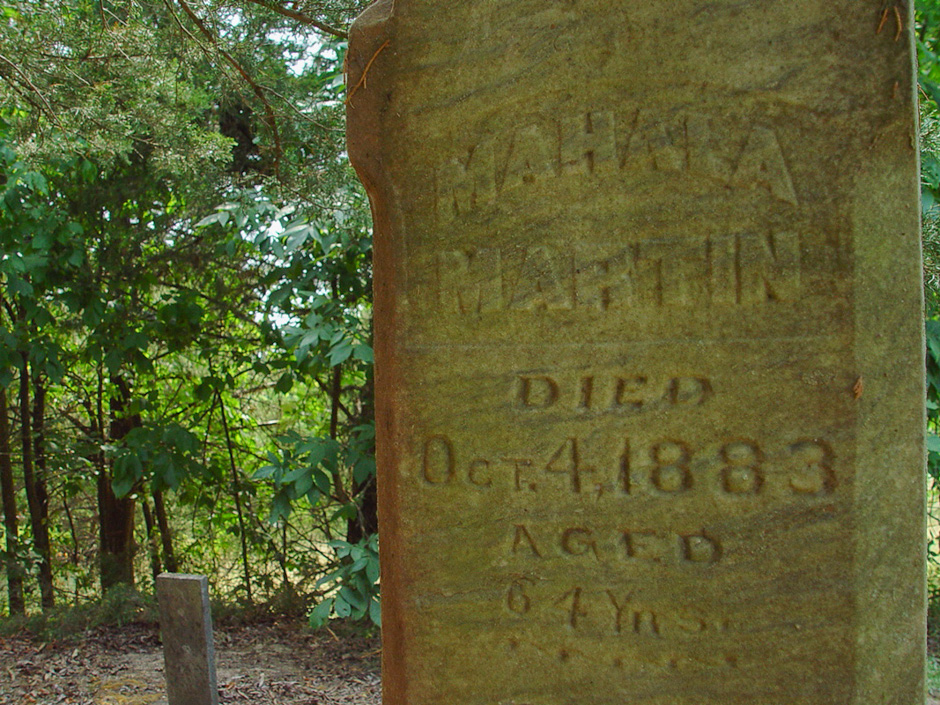 MAHALA
MARTIN
DIED
OCT. 4, 1883
AGED
64 YRS.